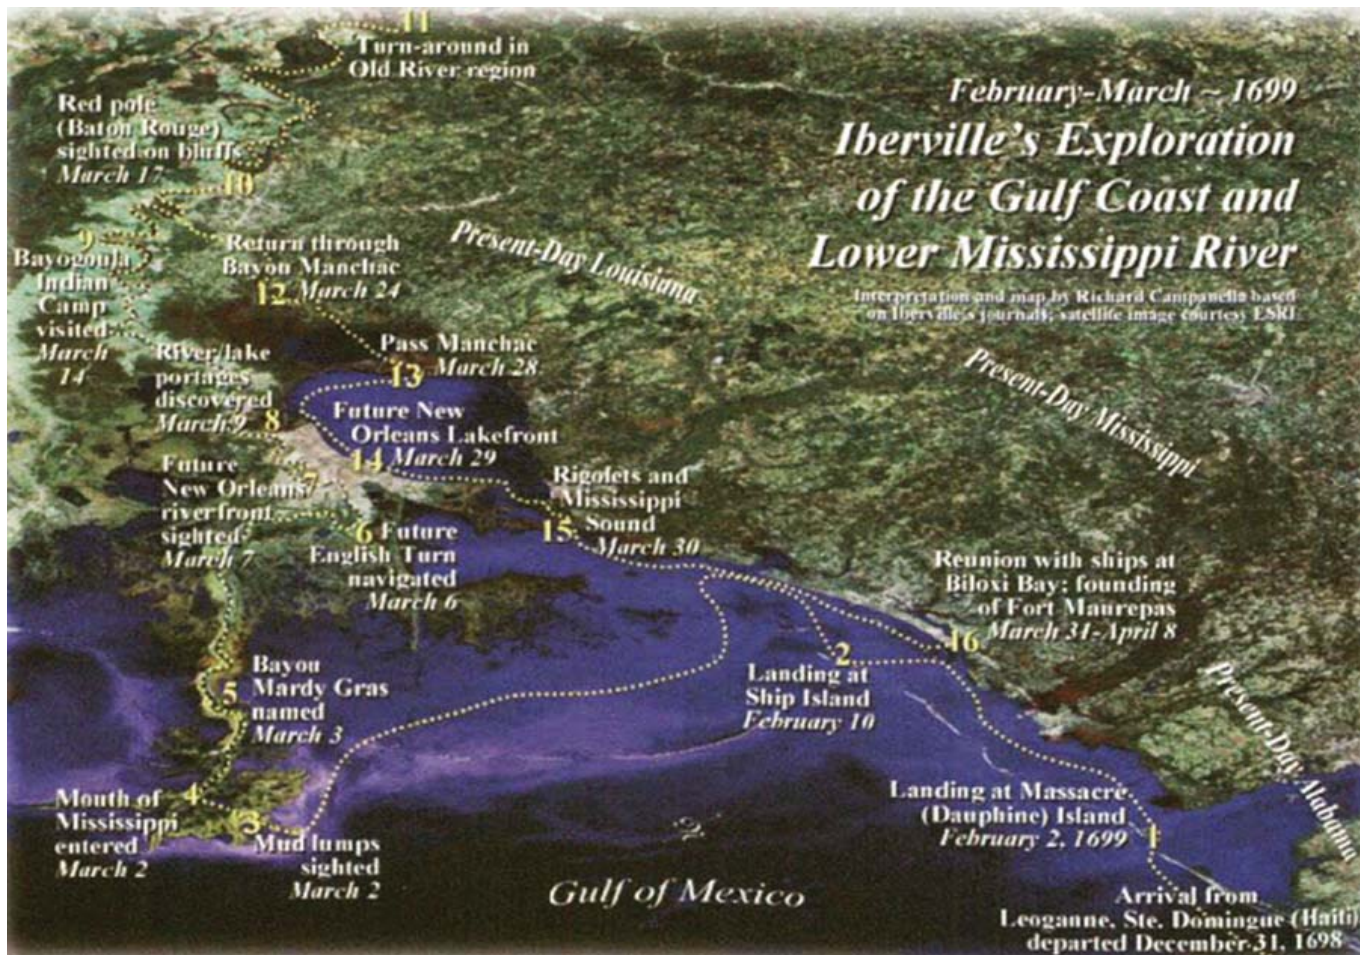 February-March ~ 1699
Iberville's Exploration
of the Gulf Coast and
Lower Mississippi River
Interpretation and map by Richard Campanella based
on Iberville's journals; satellite image courtesy ESRI
11
Turn-around in
Old River region
Red pole
(Baton Rouge)
sighted on bluffs
March 17
10
9
Bayogoula
Indian
Camp
visited
March
14
Return through
Bayou Manchac
12 March 24
Present-Day Louisiana
Pass Manchac
13 March 28
River/lake
portages
discovered
March 9
8
Future New
Orleans Lakefront
14 March 29
Present-Day Mississippi
Future
New Orleans
riverfront
sighted
March 7
7
Rigolets and
Mississippi
Sound
15
March 30
6 Future
English Turn
navigated
March 6
Reunion with ships at
Biloxi Bay; founding
of Fort Maurepas
March 31-April 8
16
2
Landing at
Ship Island
February 10
Bayou
Mardy Gras
named
March 3
5
Present-Day Alabama
Mouth of
Mississippi
entered
March 2
4
3
Mud lumps
sighted
March 2
Landing at Massacre
(Dauphine) Island
February 2, 1699
1
Gulf of Mexico
Arrival from
Leoganne, Ste. Domingue (Haiti)
departed December 31, 1698